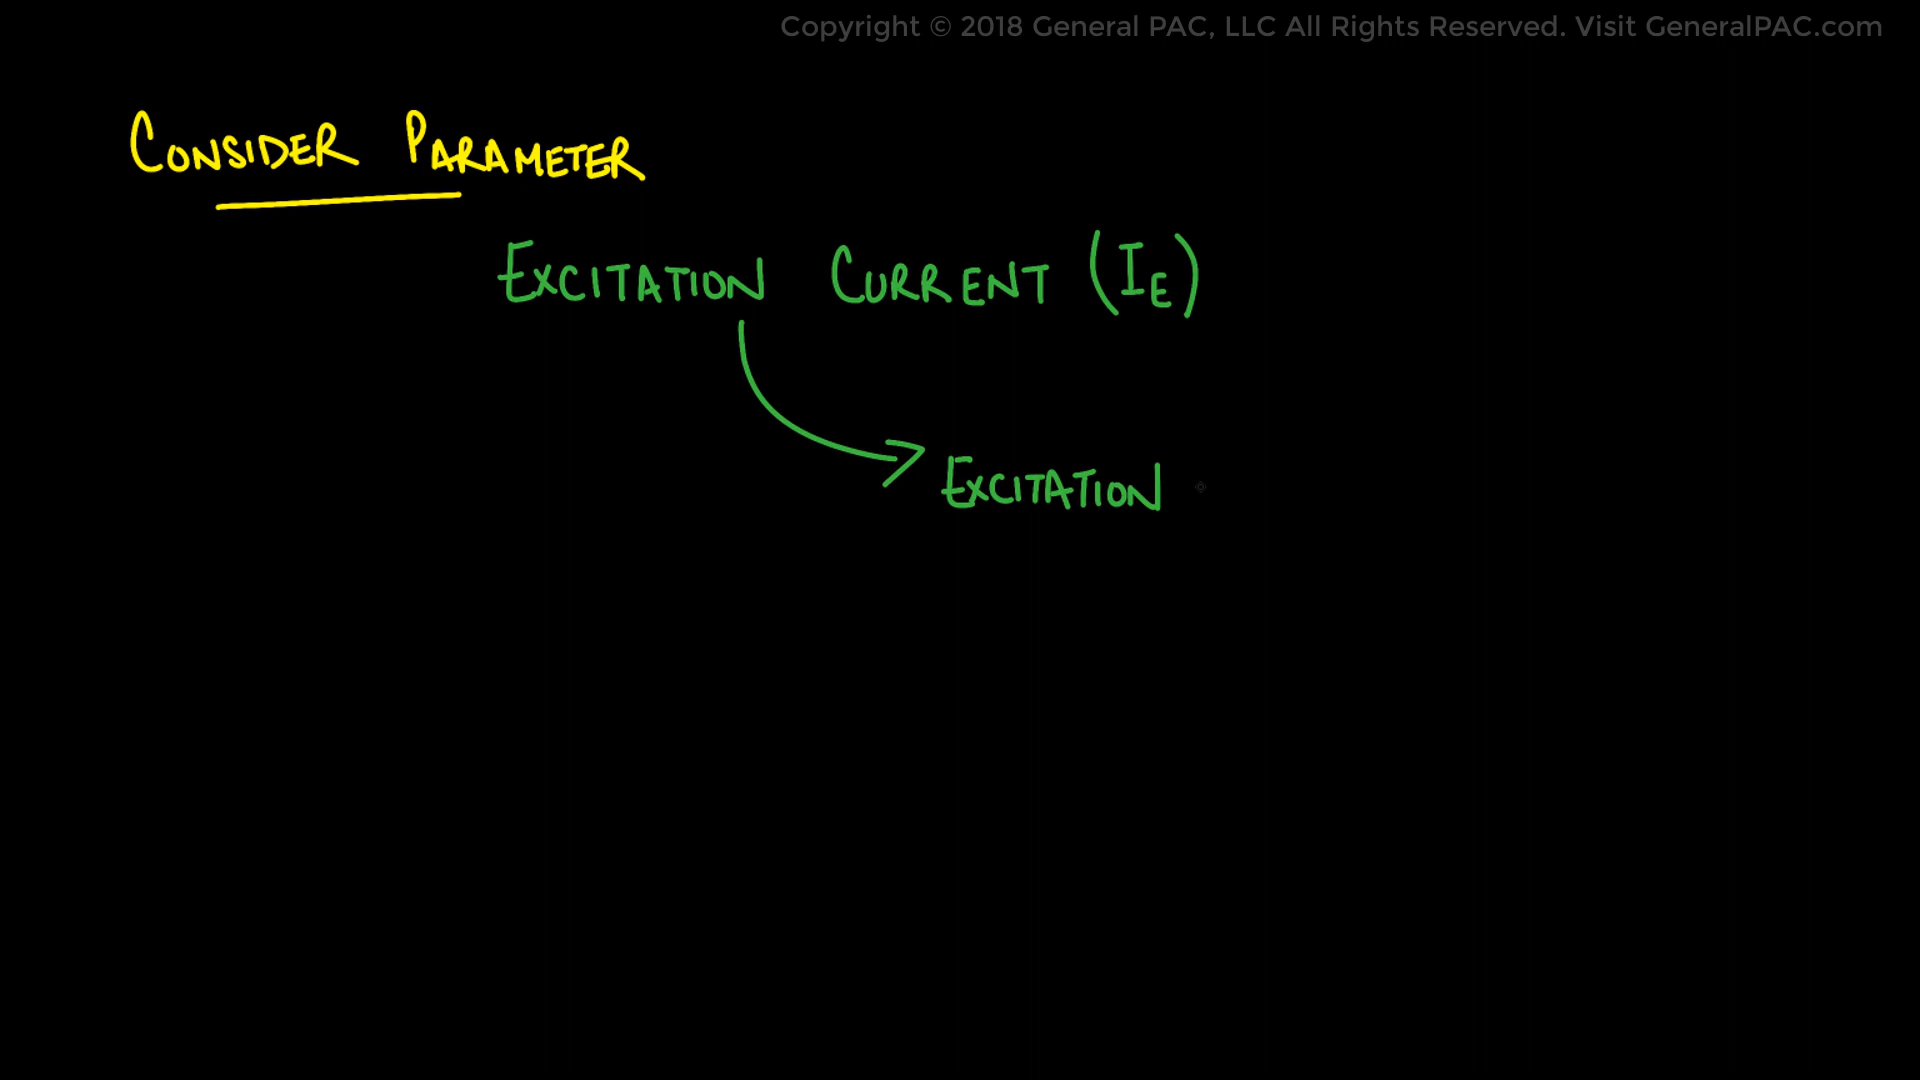 Copyright © 2018 General PAC, LLC All Rights Reserved. Visit GeneralPAC.com
CONSIDER PARAMETER
EXCITATION CURRENT (IE)
EXCITATION